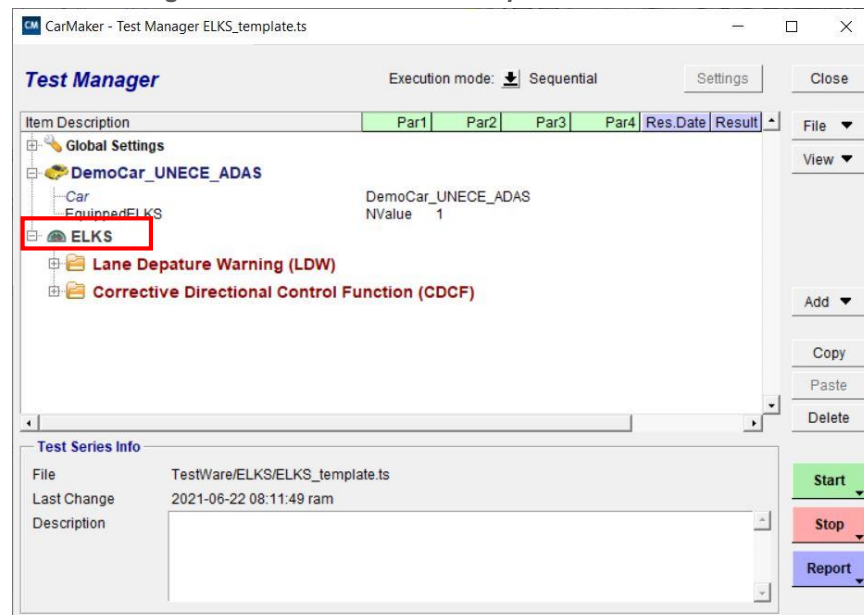 CM CarMaker - Test Manager ELKS_template.ts
Test Manager Execution mode: Sequential Settings Close
Item Description Par1 Par2 Par3 Par4 Res.Date Result File
Global Settings
View
DemoCar_UNECE_ADAS
Car DemoCar_UNECE_ADAS
EquippedELKS NValue 1
ELKS
Lane Depature Warning (LDW)
Corrective Directional Control Function (CDCF)
Add
Copy
Paste
Delete
Test Series Info
File TestWare/ELKS/ELKS_template.ts
Start
Last Change 2021-06-22 08:11:49 ram
Description
Stop
Report